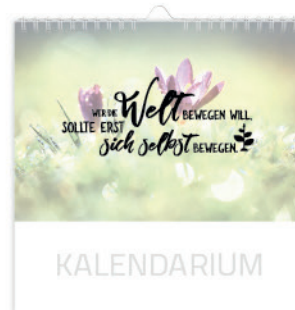 WER DIE Welt BEWEGEN WILL,
SOLLTE ERST
sich selbst BEWEGEN.
KALENDARIUM